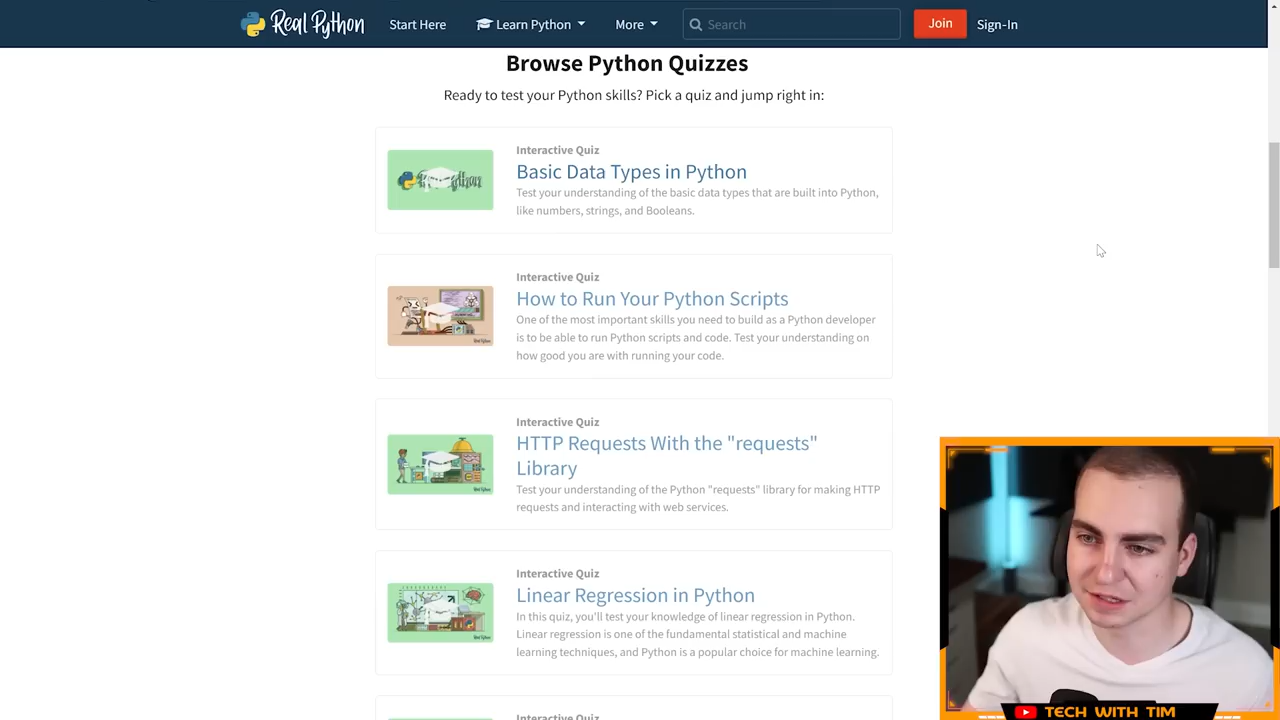 Real Python
Start Here
Learn Python
More
Search
Join
Sign-In
Browse Python Quizzes
Ready to test your Python skills? Pick a quiz and jump right in:
Interactive Quiz
Basic Data Types in Python
Test your understanding of the basic data types that are built into Python,
like numbers, strings, and Booleans.
Interactive Quiz
How to Run Your Python Scripts
One of the most important skills you need to build as a Python developer
is to be able to run Python scripts and code. Test your understanding on
how good you are with running your code.
Interactive Quiz
HTTP Requests With the "requests"
Library
Test your understanding of the Python "requests" library for making HTTP
requests and interacting with web services.
Interactive Quiz
Linear Regression in Python
In this quiz, you'll test your knowledge of linear regression in Python.
Linear regression is one of the fundamental statistical and machine
learning techniques, and Python is a popular choice for machine learning.
Interactive Quiz
TECH WITH TIM